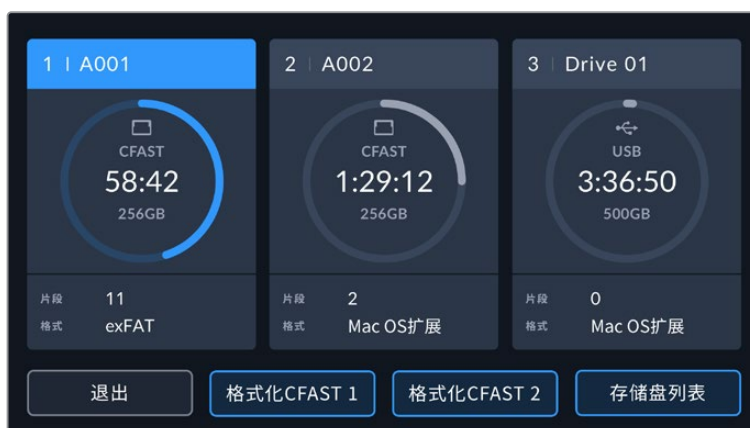 1 | A001
CFAST
58:42
256GB
片段 11
格式 exFAT
2 | A002
CFAST
1:29:12
256GB
片段 2
格式 Mac OS扩展
3 | Drive 01
USB
3:36:50
500GB
片段 0
格式 Mac OS扩展
退出
格式化CFAST 1
格式化CFAST 2
存储盘列表